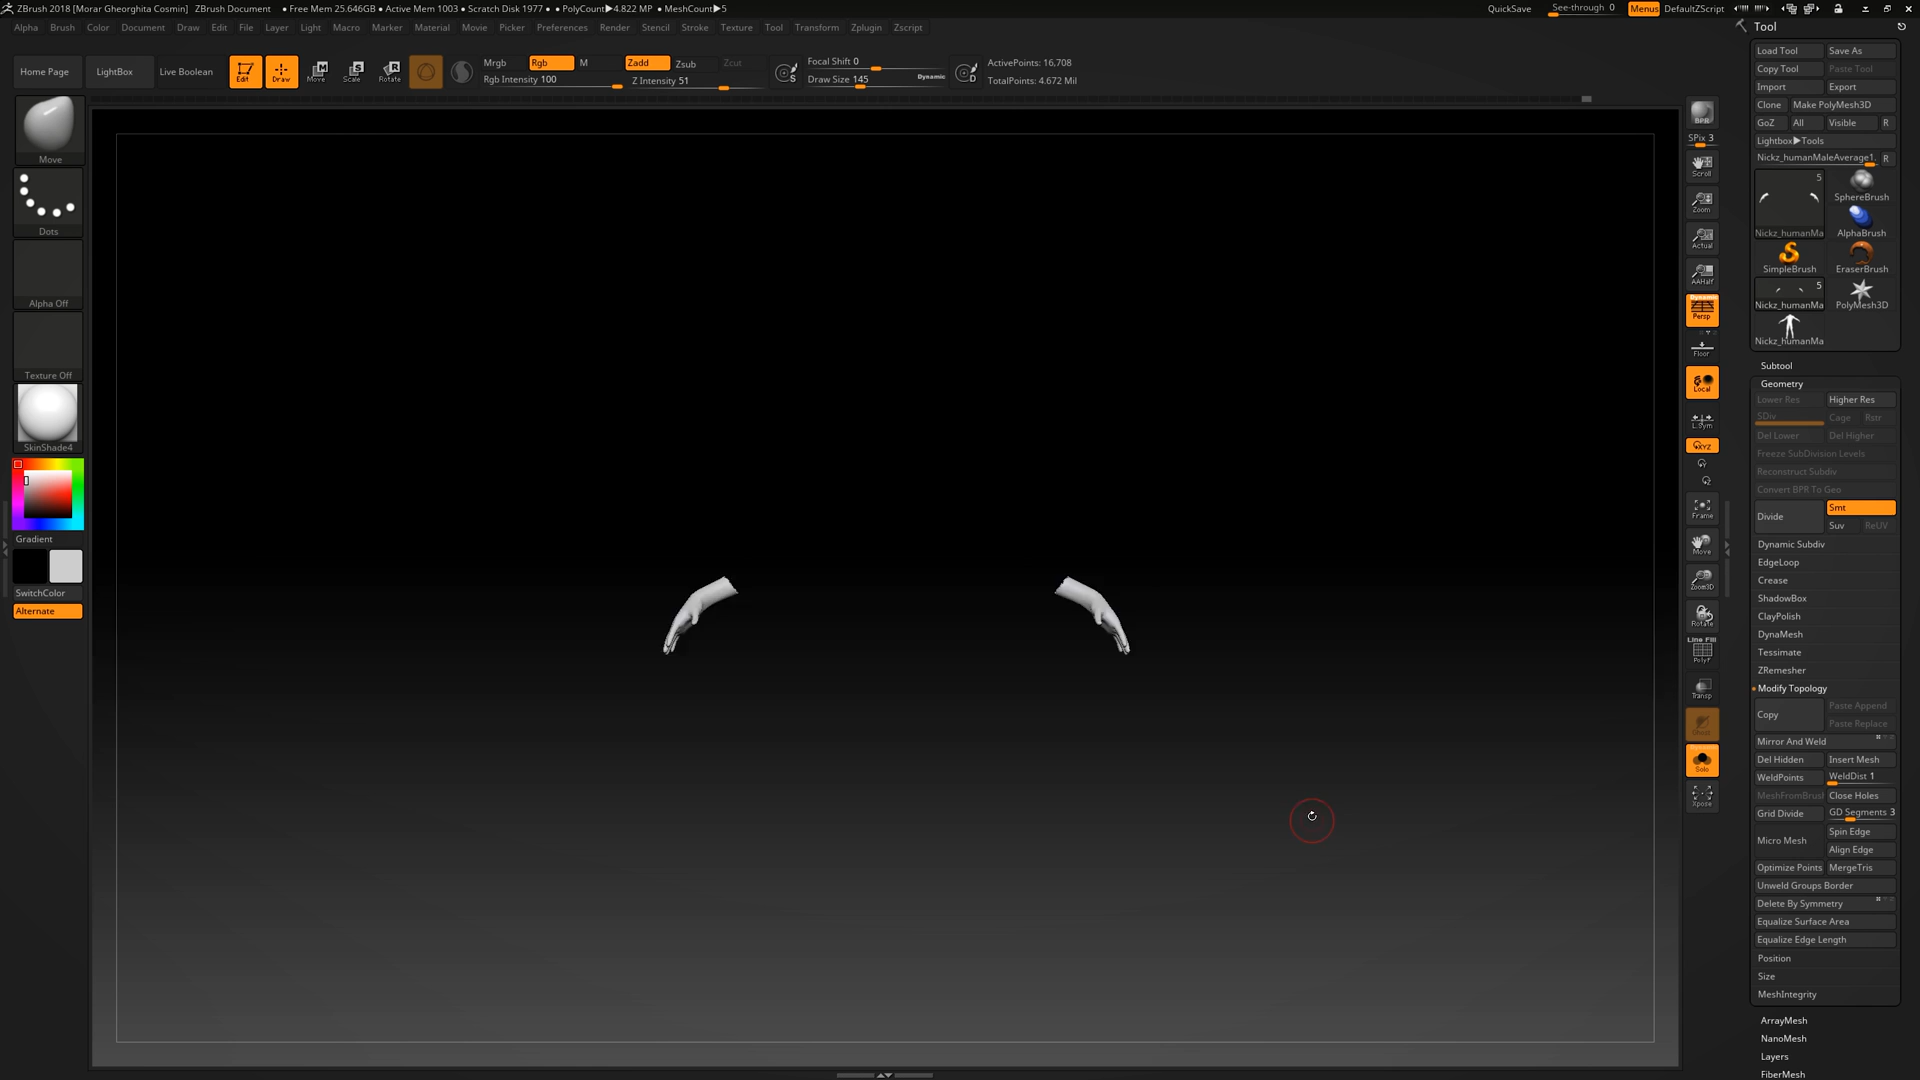 ZBrush 2018 [Morar Gheorghita Cosmin] ZBrush Document • Free Mem 25.646GB • Active Mem 1003 • Scratch Disk 1977 • • PolyCount▶4.822 MP • MeshCount▶5 QuickSave See-through 0 Menus DefaultZScript
Alpha Brush Color Document Draw Edit File Layer Light Macro Marker Material Movie Picker Preferences Render Stencil Stroke Texture Tool Transform Zplugin Zscript
Home Page LightBox Live Boolean Edit Draw Move Scale Rotate
Mrgb Rgb M Zadd Zsub Zcut
Rgb Intensity 100 Z Intensity 51
Focal Shift 0
Draw Size 145 Dynamic
ActivePoints: 16,708
TotalPoints: 4.672 Mil
Move
Dots
Alpha Off
Texture Off
SkinShade4
Gradient
SwitchColor
Alternate
BPR
SPix 3
Scroll
Zoom
Actual
AAHalf
Dynamic
Persp
Floor
Local
L.Sym
XYZ
Y
Z
Frame
Move
Zoom3D
Rotate
Line Fill
PolyF
Transp
Ghost
Dynamic
Solo
Xpose
Tool
Load Tool Save As
Copy Tool Paste Tool
Import Export
Clone Make PolyMesh3D
GoZ All Visible R
Lightbox▶Tools
Nickz_humanMaleAverage1. R
5
SphereBrush
Nickz_humanMa AlphaBrush
SimpleBrush EraserBrush
5
Nickz_humanMa PolyMesh3D
Nickz_humanMa
Subtool
Geometry
Lower Res Higher Res
SDiv Cage Rstr
Del Lower Del Higher
Freeze SubDivision Levels
Reconstruct Subdiv
Convert BPR To Geo
Divide Smt
Suv ReUV
Dynamic Subdiv
EdgeLoop
Crease
ShadowBox
ClayPolish
DynaMesh
Tessimate
ZRemesher
Modify Topology
Copy Paste Append
Paste Replace
Mirror And Weld
Del Hidden Insert Mesh
WeldPoints WeldDist 1
MeshFromBrush Close Holes
Grid Divide GD Segments 3
Micro Mesh Spin Edge
Align Edge
Optimize Points MergeTris
Unweld Groups Border
Delete By Symmetry
Equalize Surface Area
Equalize Edge Length
Position
Size
MeshIntegrity
ArrayMesh
NanoMesh
Layers
FiberMesh